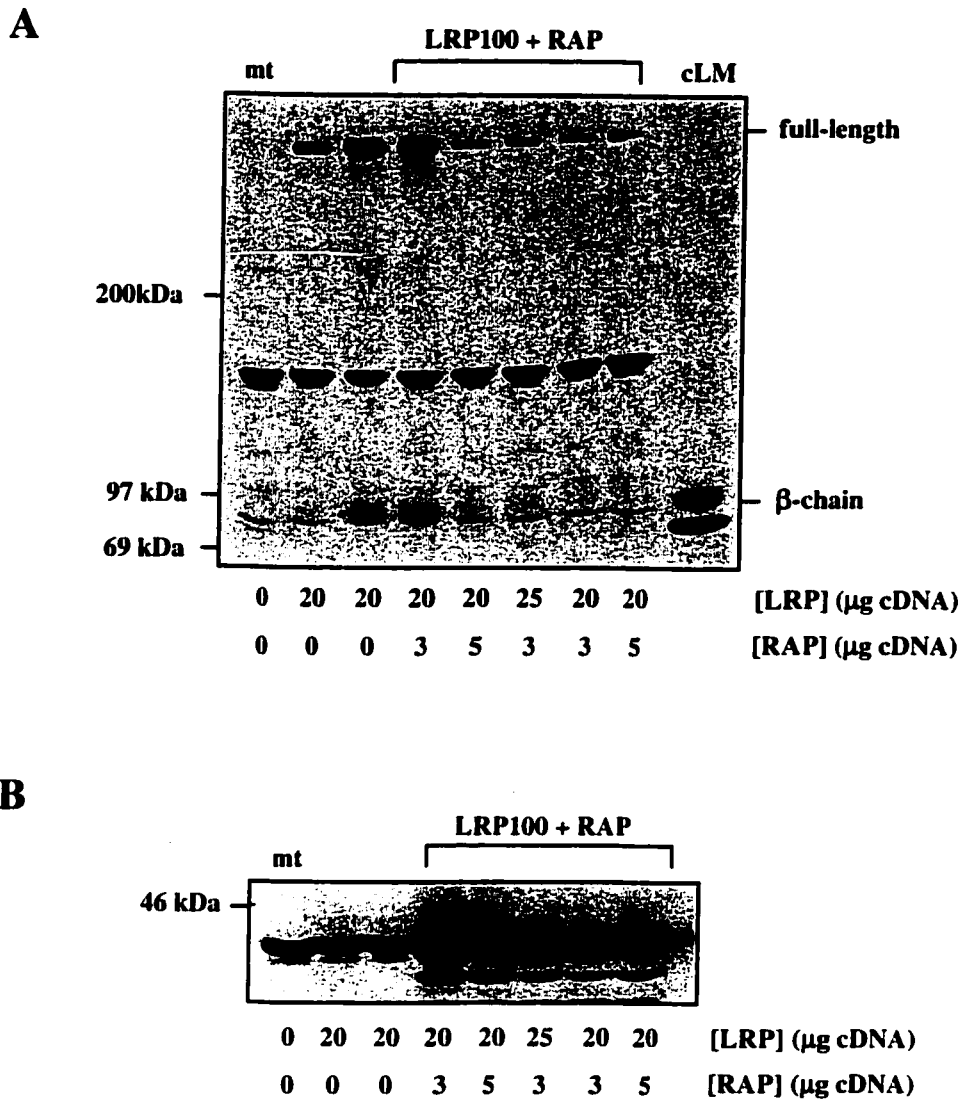 A
LRP100 + RAP
mt
cLM
full-length
200kDa
97 kDa
β-chain
69 kDa
0 20 20 20 20 25 20 20 [LRP] (μg cDNA)
0 0 0 3 5 3 3 5 [RAP] (μg cDNA)
B
LRP100 + RAP
mt
46 kDa
0 20 20 20 20 25 20 20 [LRP] (μg cDNA)
0 0 0 3 5 3 3 5 [RAP] (μg cDNA)